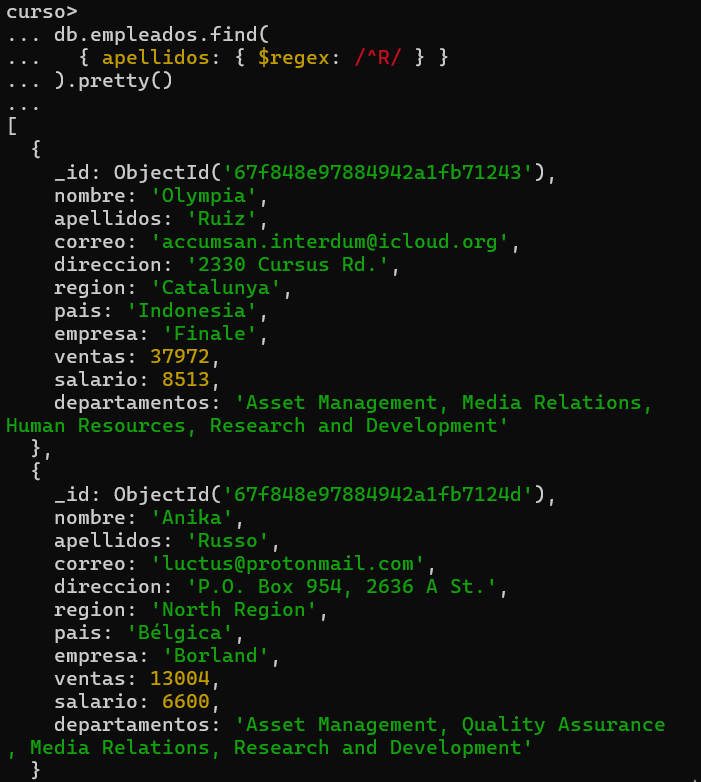 curso>
... db.empleados.find(
...   { apellidos: { $regex: /^R/ } }
... ).pretty()
...
[
  {
    _id: ObjectId('67f848e97884942a1fb71243'),
    nombre: 'Olympia',
    apellidos: 'Ruiz',
    correo: 'accumsan.interdum@icloud.org',
    direccion: '2330 Cursus Rd.',
    region: 'Catalunya',
    pais: 'Indonesia',
    empresa: 'Finale',
    ventas: 37972,
    salario: 8513,
    departamentos: 'Asset Management, Media Relations,
Human Resources, Research and Development'
  },
  {
    _id: ObjectId('67f848e97884942a1fb7124d'),
    nombre: 'Anika',
    apellidos: 'Russo',
    correo: 'luctus@protonmail.com',
    direccion: 'P.O. Box 954, 2636 A St.',
    region: 'North Region',
    pais: 'Bélgica',
    empresa: 'Borland',
    ventas: 13004,
    salario: 6600,
    departamentos: 'Asset Management, Quality Assurance
, Media Relations, Research and Development'
  }